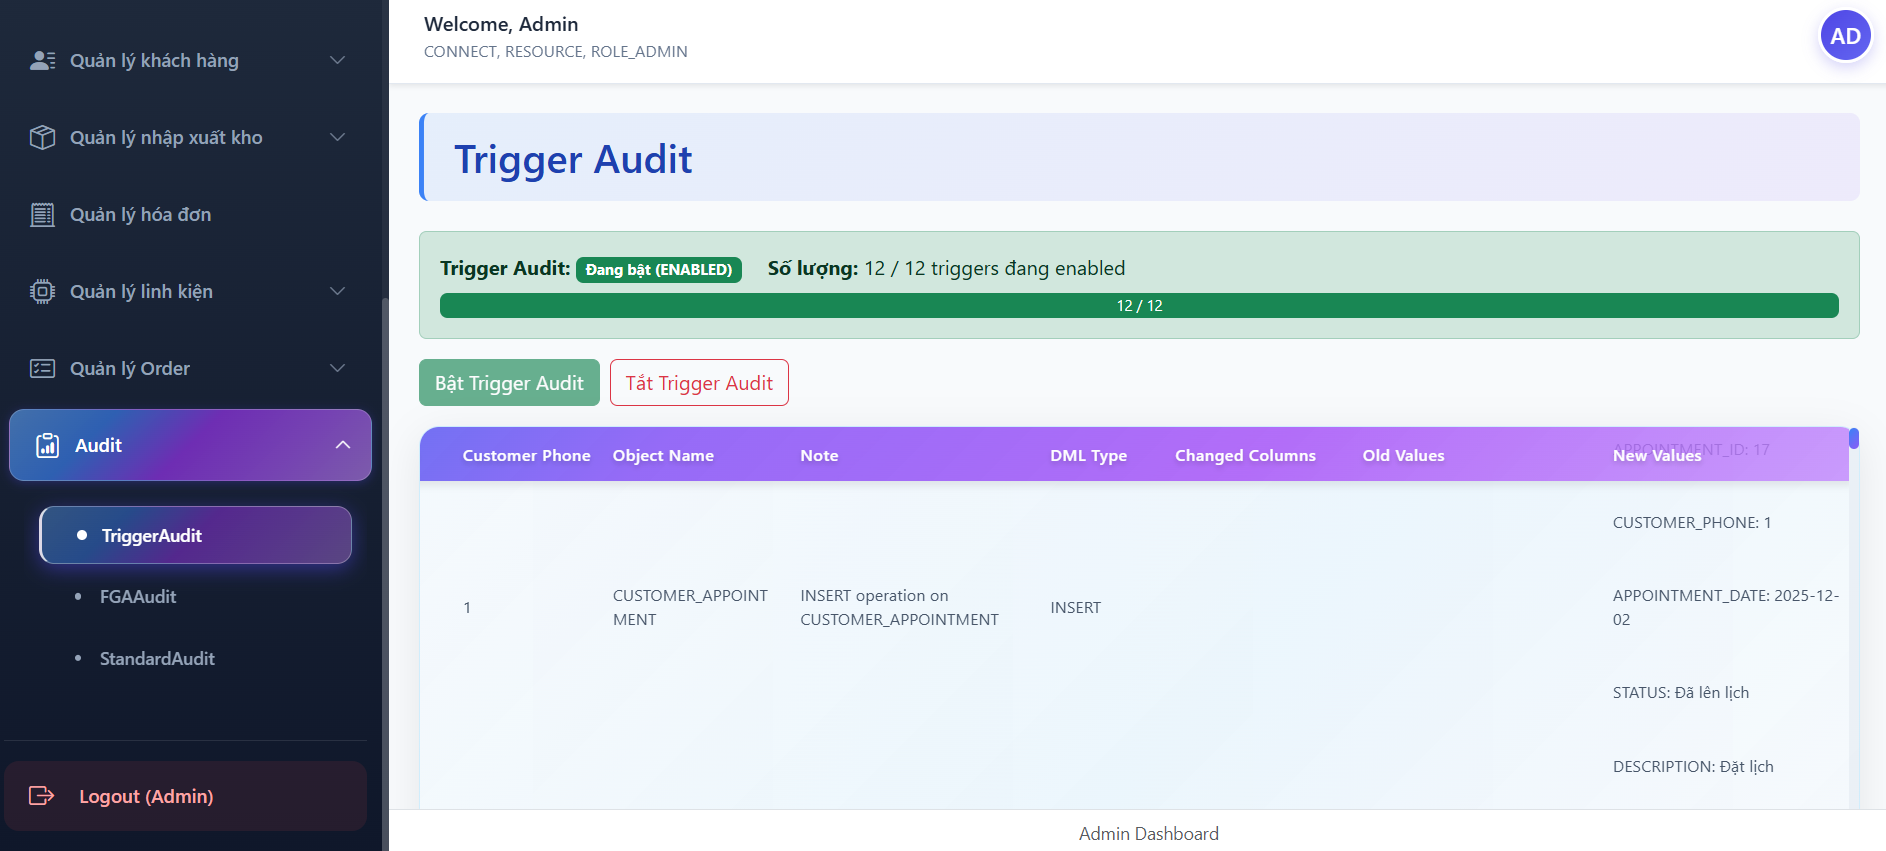 Quản lý khách hàng
Quản lý nhập xuất kho
Quản lý hóa đơn
Quản lý linh kiện
Quản lý Order
Audit
TriggerAudit
FGAAudit
StandardAudit
Logout (Admin)
Welcome, Admin
CONNECT, RESOURCE, ROLE_ADMIN
AD
Trigger Audit
Trigger Audit: Đang bật (ENABLED) Số lượng: 12 / 12 triggers đang enabled
12 / 12
Bật Trigger Audit Tắt Trigger Audit
Customer Phone Object Name Note DML Type Changed Columns Old Values New Values
APPOINTMENT_ID: 17
CUSTOMER_PHONE: 1
1
CUSTOMER_APPOINT
MENT
INSERT operation on
CUSTOMER_APPOINTMENT
INSERT
APPOINTMENT_DATE: 2025-12-
02
STATUS: Đã lên lịch
DESCRIPTION: Đặt lịch
Admin Dashboard